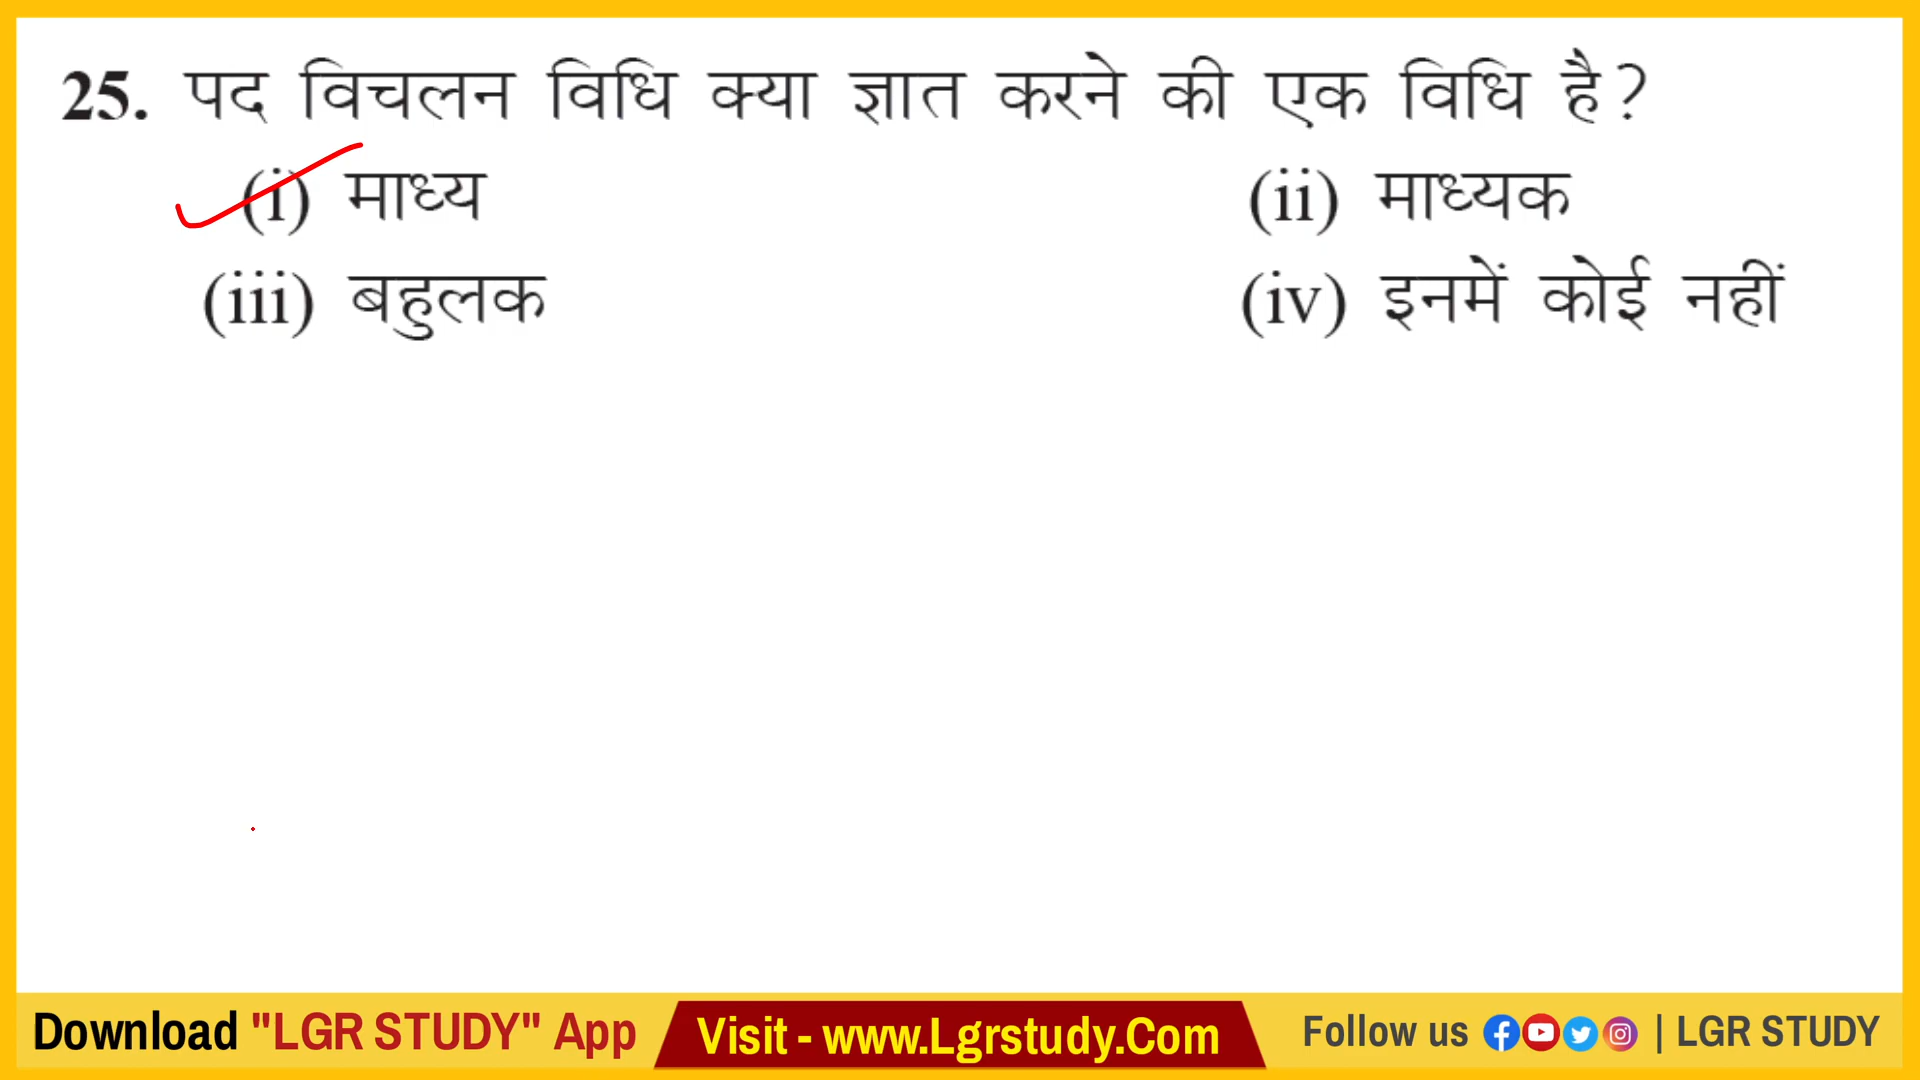 25. पद विचलन विधि क्या ज्ञात करने की एक विधि है?
(i) माध्य (ii) माध्यक
(iii) बहुलक (iv) इनमें कोई नहीं
Download "LGR STUDY" App Visit - www.Lgrstudy.Com Follow us | LGR STUDY